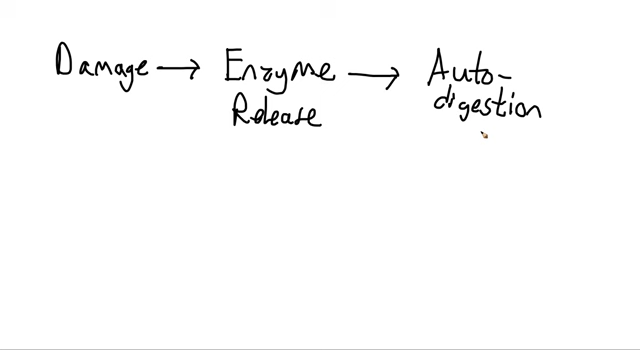 Damage → Enzyme → Auto-
Release digestion